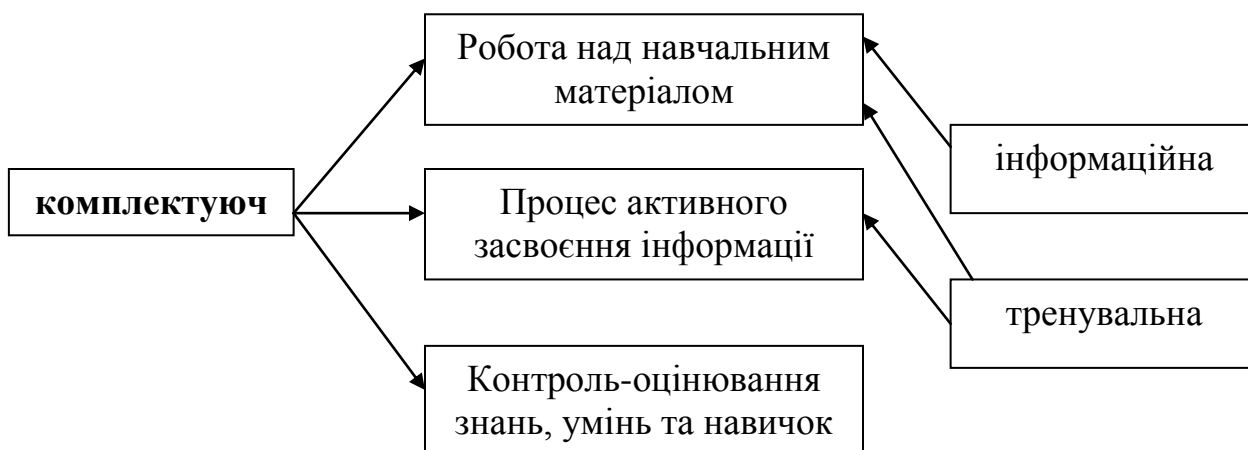 Робота над навчальним
матеріалом
інформаційна
комплектуюч
Процес активного
засвоєння інформації
тренувальна
Контроль-оцінювання
знань, умінь та навичок